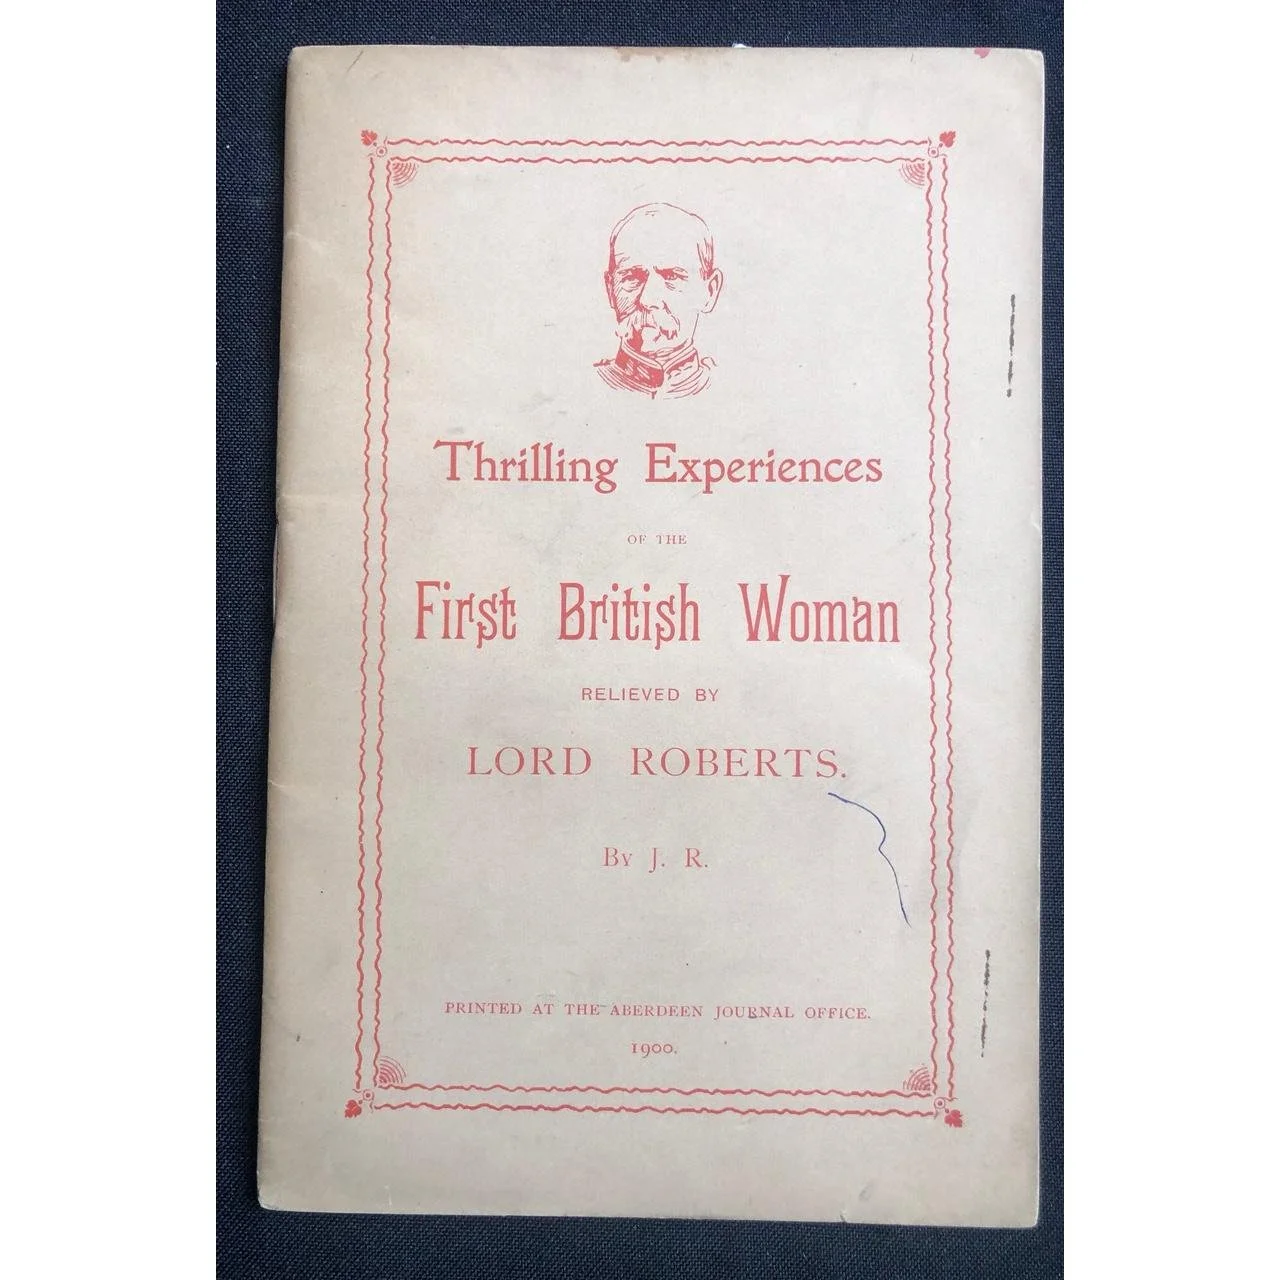 Thrilling Experiences
OF THE
First British Woman
RELIEVED BY
LORD ROBERTS.
By J. R.
PRINTED AT THE ABERDEEN JOURNAL OFFICE.
1900.